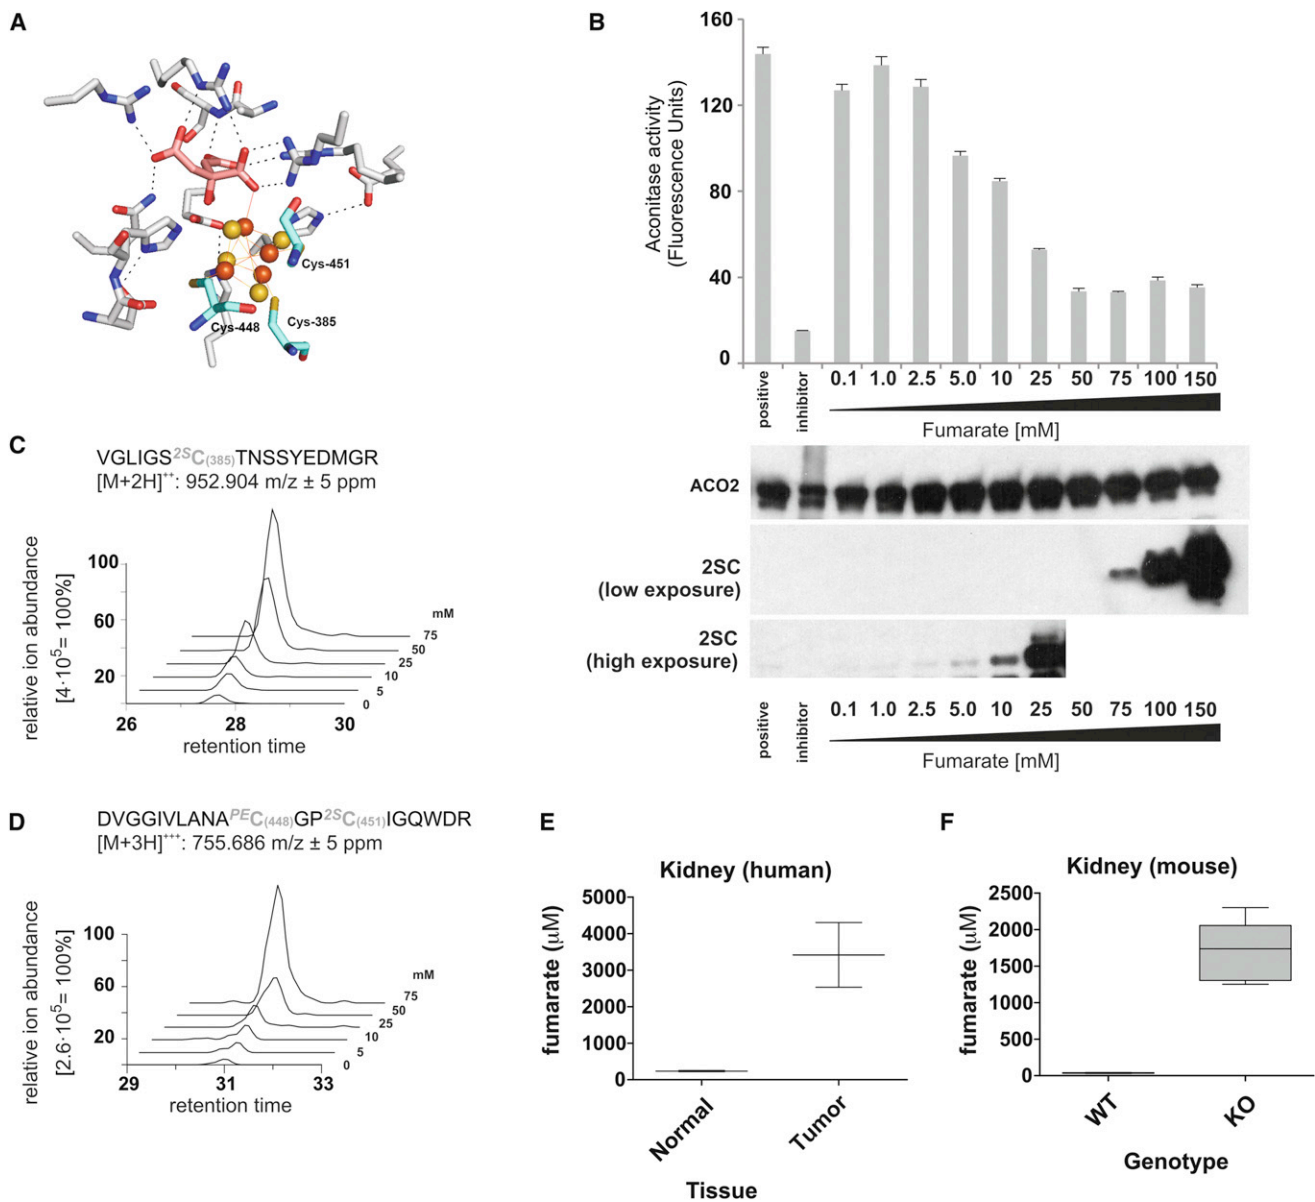 A
Cys-451
Cys-448
Cys-385
B
Aconitase activity
(Fluorescence Units)
160
120
80
40
0
positive
inhibitor
0.1 1.0 2.5 5.0 10 25 50 75 100 150
Fumarate [mM]
ACO2
2SC
(low exposure)
2SC
(high exposure)
positive
inhibitor
0.1 1.0 2.5 5.0 10 25 50 75 100 150
Fumarate [mM]
C
VGLIGS2SC(385)TNSSYEDMGR
[M+2H]++: 952.904 m/z ± 5 ppm
relative ion abundance
[4·105= 100%]
100
60
20
mM
75
50
25
10
5
0
26 28 30
retention time
D
DVGGIVLANAPEC(448)GP2SC(451)IGQWDR
[M+3H]+++: 755.686 m/z ± 5 ppm
relative ion abundance
[2.6·105= 100%]
100
60
20
mM
75
50
25
10
5
0
29 31 33
retention time
E
Kidney (human)
fumarate (µM)
5000
4000
3000
2000
1000
0
Normal
Tumor
Tissue
F
Kidney (mouse)
fumarate (µM)
2500
2000
1500
1000
500
0
WT
KO
Genotype